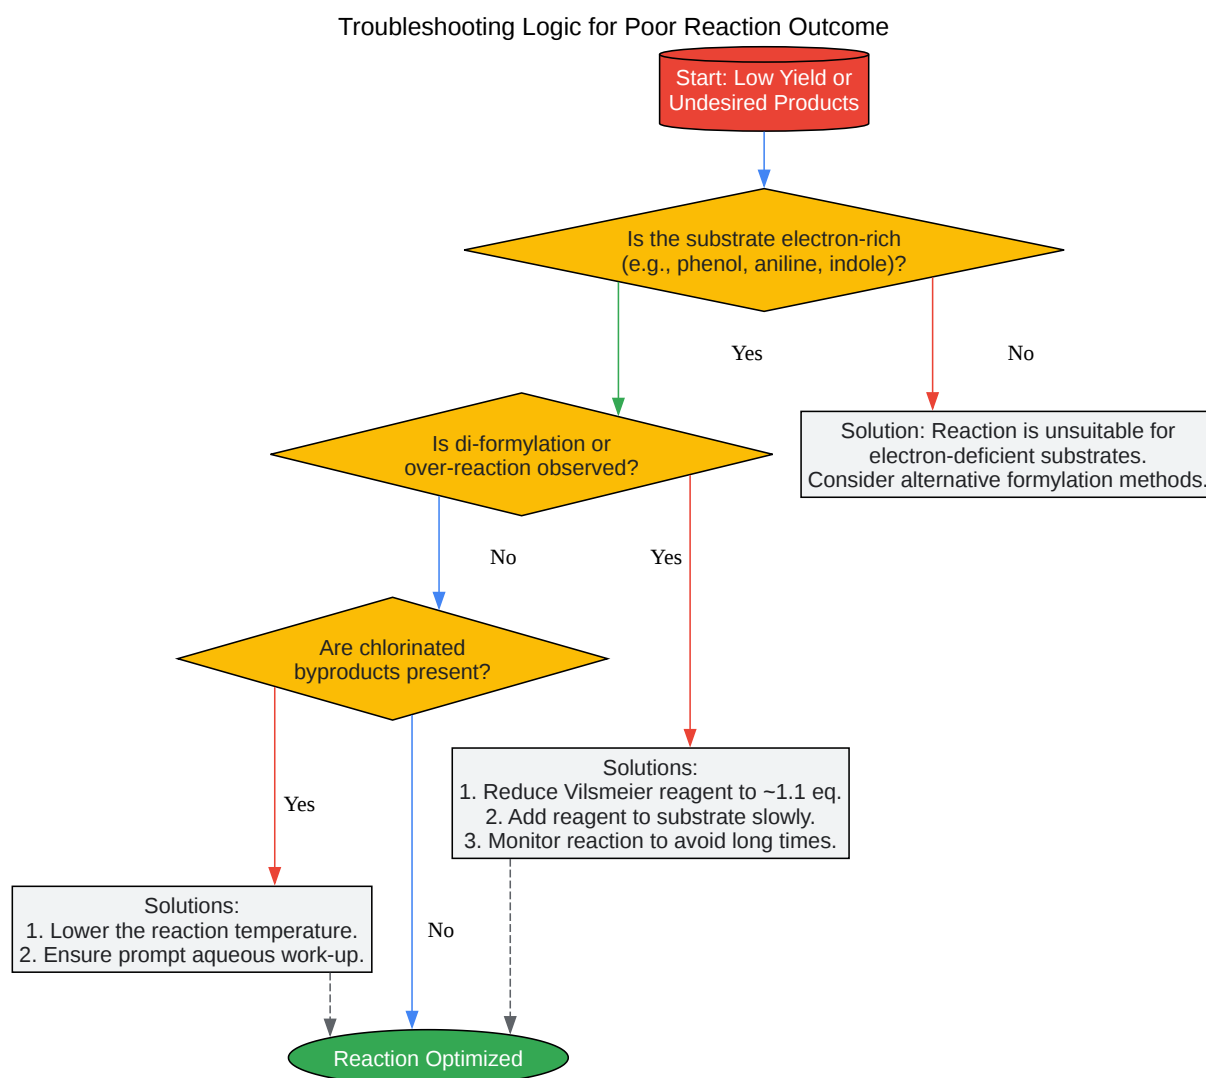 Troubleshooting Logic for Poor Reaction Outcome
Start: Low Yield or
Undesired Products
Is the substrate electron-rich
(e.g., phenol, aniline, indole)?
Yes
No
Is di-formylation or
over-reaction observed?
Solution: Reaction is unsuitable for
electron-deficient substrates.
Consider alternative formylation methods.
No
Yes
Are chlorinated
byproducts present?
Solutions:
1. Reduce Vilsmeier reagent to ~1.1 eq.
2. Add reagent to substrate slowly.
3. Monitor reaction to avoid long times.
Yes
Solutions:
1. Lower the reaction temperature.
2. Ensure prompt aqueous work-up.
No
Reaction Optimized